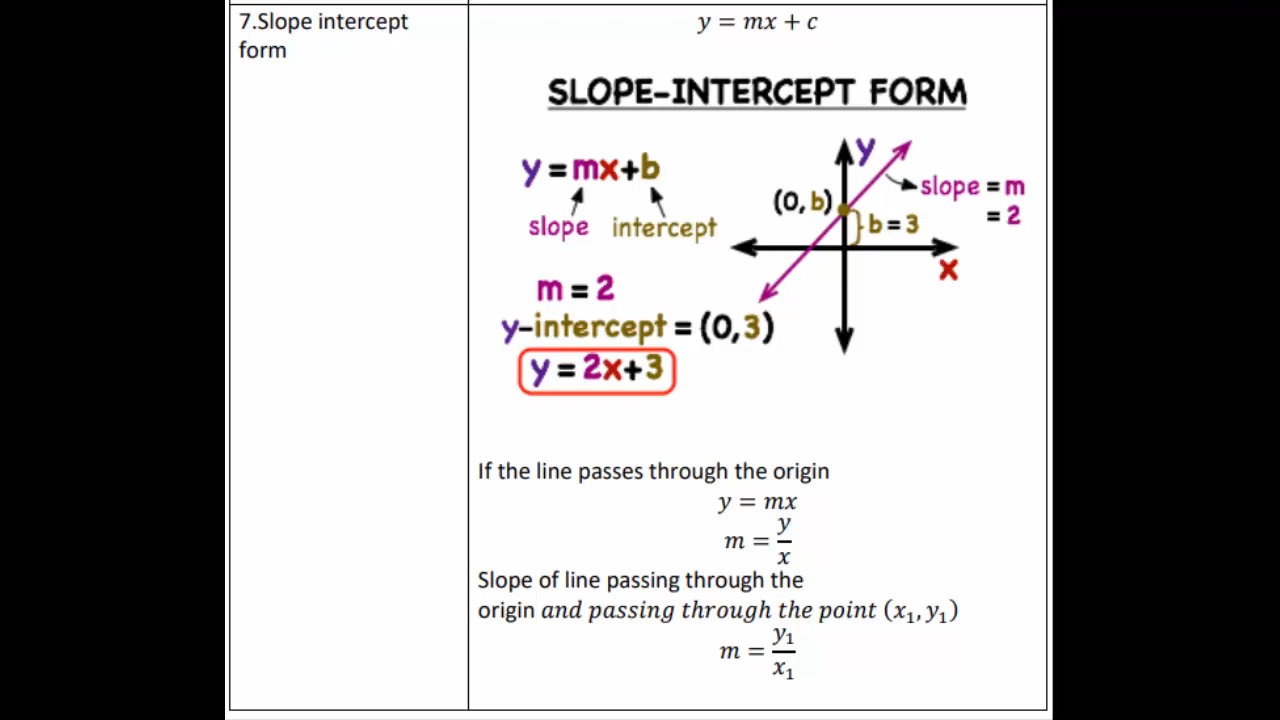 7.Slope intercept
form
y = mx + c
SLOPE-INTERCEPT FORM
y = mx+b
slope intercept
m = 2
y-intercept = (0,3)
y = 2x+3
y
(0, b)
slope = m
= 2
b = 3
x
If the line passes through the origin
y = mx
m = y/x
Slope of line passing through the
origin and passing through the point (x₁, y₁)
m = y₁/x₁